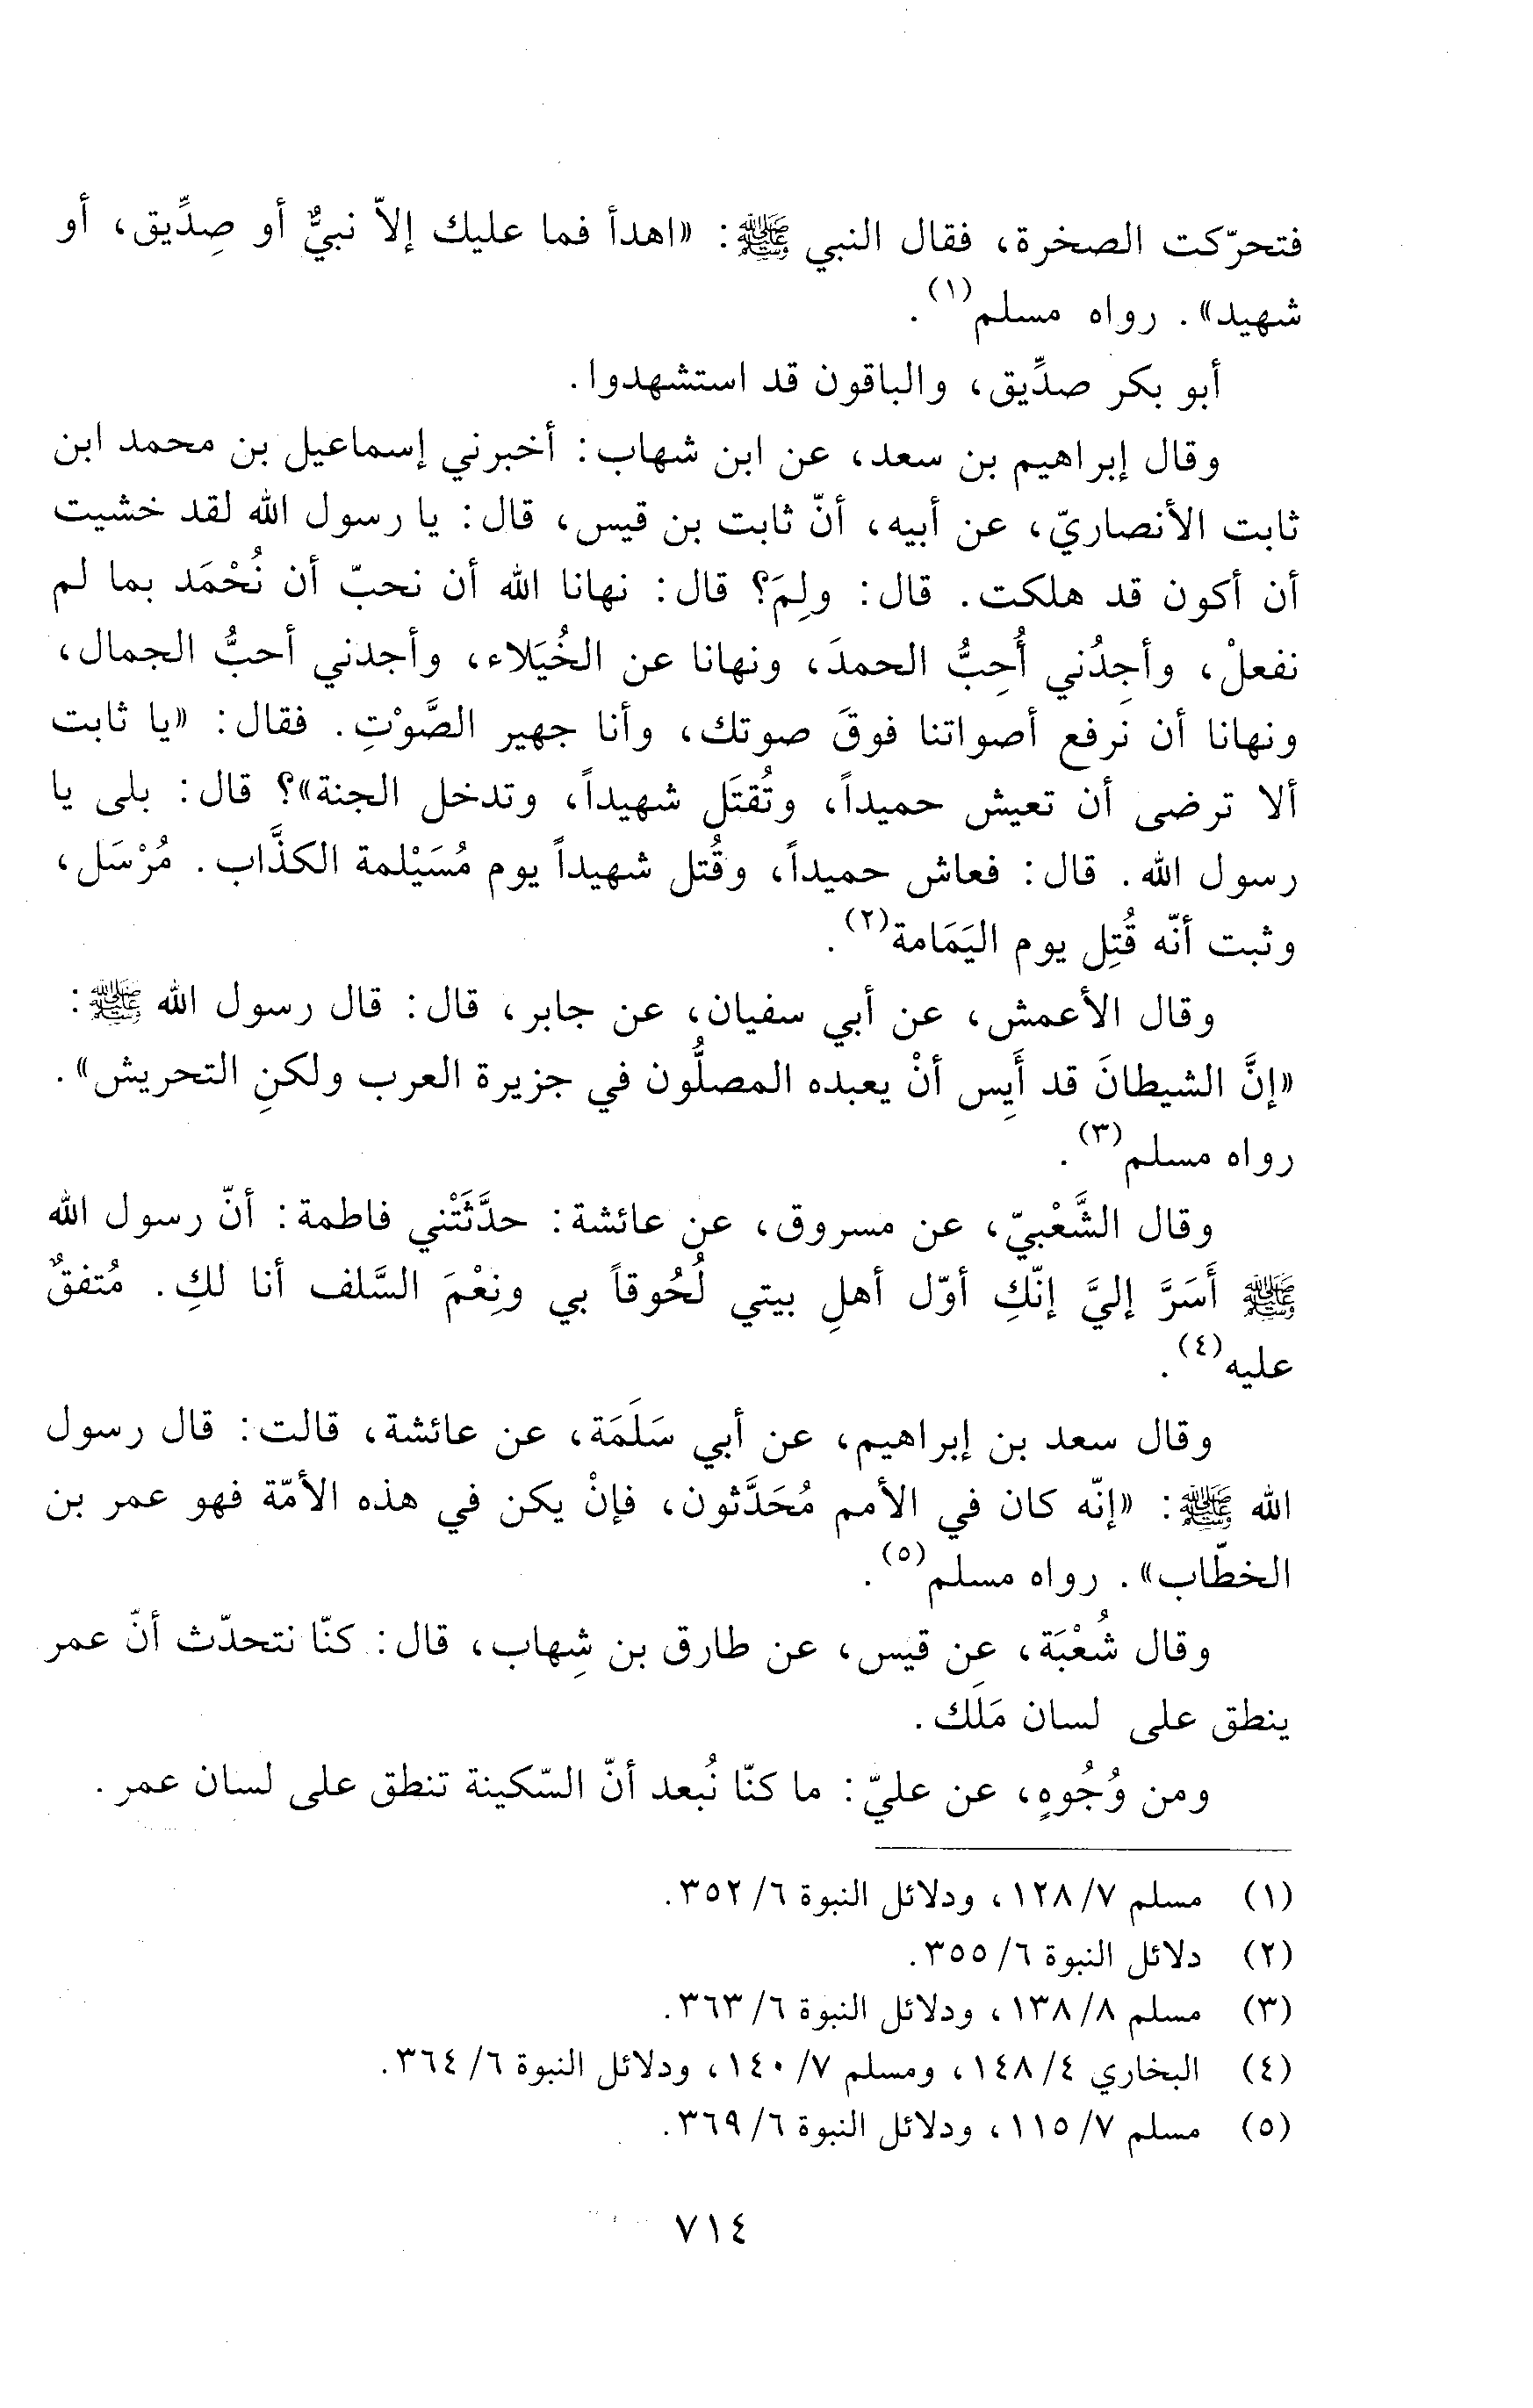 فتحرّكت الصخرة، فقال النبي ﷺ: «اهدأ فما عليك إلاّ نبيٌّ أو صِدِّيق، أو
شهيد». رواه مسلم(١).
أبو بكر صدِّيق، والباقون قد استشهدوا.
وقال إبراهيم بن سعد، عن ابن شهاب: أخبرني إسماعيل بن محمد ابن
ثابت الأنصاريّ، عن أبيه، أنّ ثابت بن قيس، قال: يا رسول الله لقد خشيت
أن أكون قد هلكت. قال: ولِمَ؟ قال: نهانا الله أن نحبّ أن نُحْمَد بما لم
نفعلْ، وأجِدُني أُحِبُّ الحمدَ، ونهانا عن الخُيَلاء، وأجدني أحبُّ الجمال،
ونهانا أن نرفع أصواتنا فوقَ صوتك، وأنا جهير الصَّوْتِ. فقال: «يا ثابت
ألا ترضى أن تعيش حميداً، وتُقتَل شهيداً، وتدخل الجنة»؟ قال: بلى يا
رسول الله. قال: فعاش حميداً، وقُتل شهيداً يوم مُسَيْلمة الكذَّاب. مُرْسَل،
وثبت أنّه قُتِل يوم اليَمَامة(٢).
وقال الأعمش، عن أبي سفيان، عن جابر، قال: قال رسول الله ﷺ:
«إنَّ الشيطانَ قد أَيِس أنْ يعبده المصلُّون في جزيرة العرب ولكنِ التحريش».
رواه مسلم(٣).
وقال الشَّعْبيّ، عن مسروق، عن عائشة: حدَّثَتْني فاطمة: أنّ رسول الله
ﷺ أَسَرَّ إليَّ إنّكِ أوّل أهلِ بيتي لُحُوقاً بي ونِعْمَ السَّلف أنا لكِ. مُتفقٌ
عليه(٤).
وقال سعد بن إبراهيم، عن أبي سَلَمَة، عن عائشة، قالت: قال رسول
الله ﷺ: «إنّه كان في الأمم مُحَدَّثون، فإنْ يكن في هذه الأمّة فهو عمر بن
الخطّاب». رواه مسلم(٥).
وقال شُعْبَة، عن قيس، عن طارق بن شِهاب، قال: كنّا نتحدّث أنّ عمر
ينطق على لسان مَلَك.
ومن وُجُوهٍ، عن عليّ: ما كنّا نُبعد أنّ السّكينة تنطق على لسان عمر.
(١) مسلم ٧/ ١٢٨، ودلائل النبوة ٦/ ٣٥٢.
(٢) دلائل النبوة ٦/ ٣٥٥.
(٣) مسلم ٨/ ١٣٨، ودلائل النبوة ٦/ ٣٦٣.
(٤) البخاري ٤/ ١٤٨، ومسلم ٧/ ١٤٠، ودلائل النبوة ٦/ ٣٦٤.
(٥) مسلم ٧/ ١١٥، ودلائل النبوة ٦/ ٣٦٩.
٧١٤